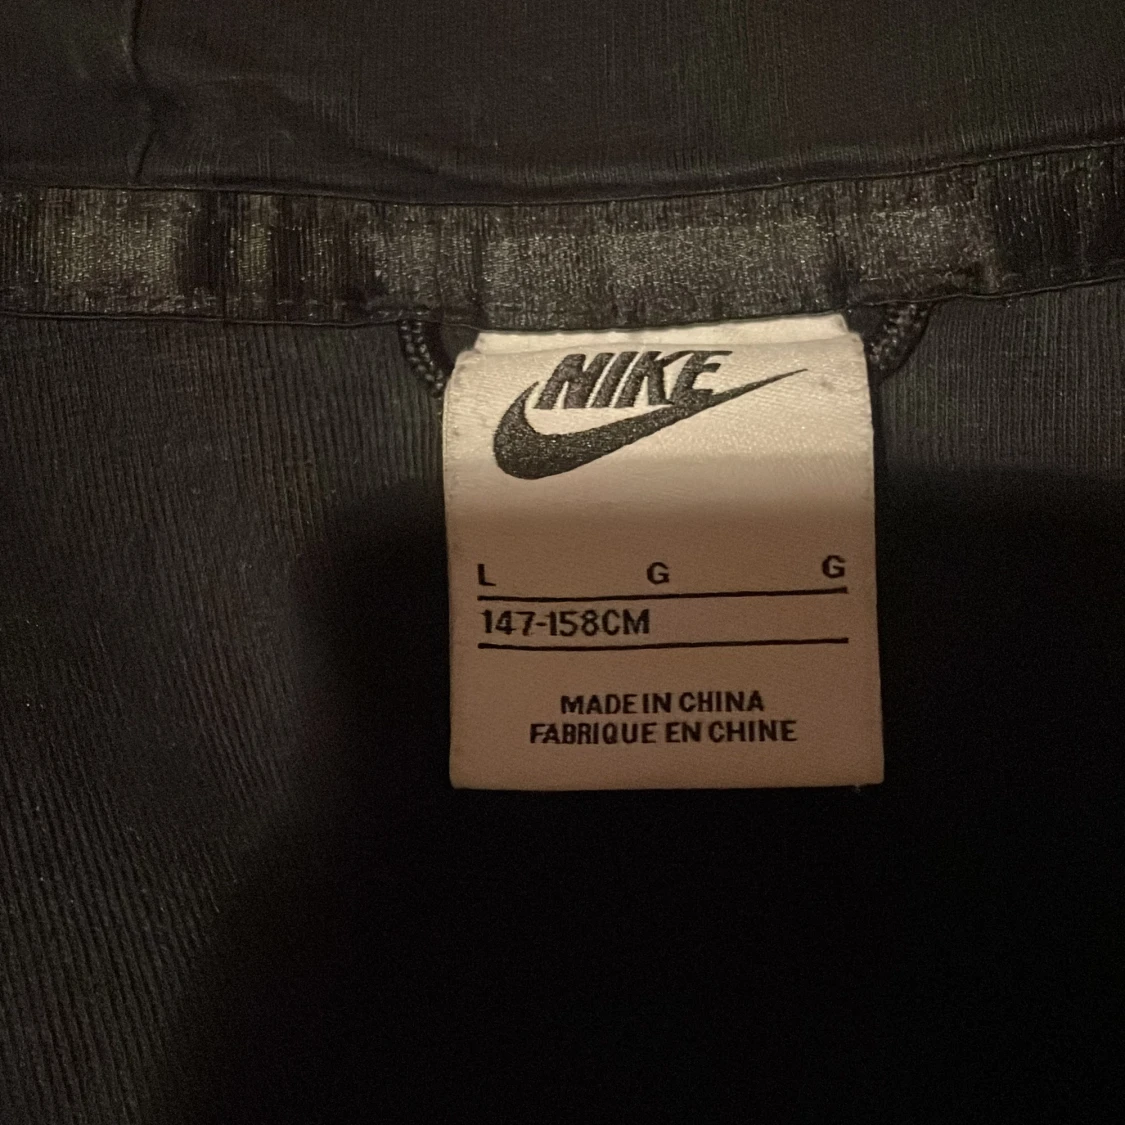 NIKE
L G G
147-158CM
MADE IN CHINA
FABRIQUE EN CHINE